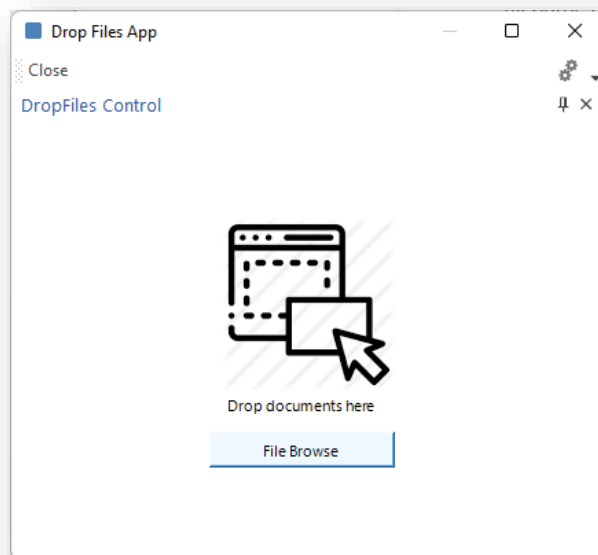 Drop Files App
Close
DropFiles Control
Drop documents here
File Browse